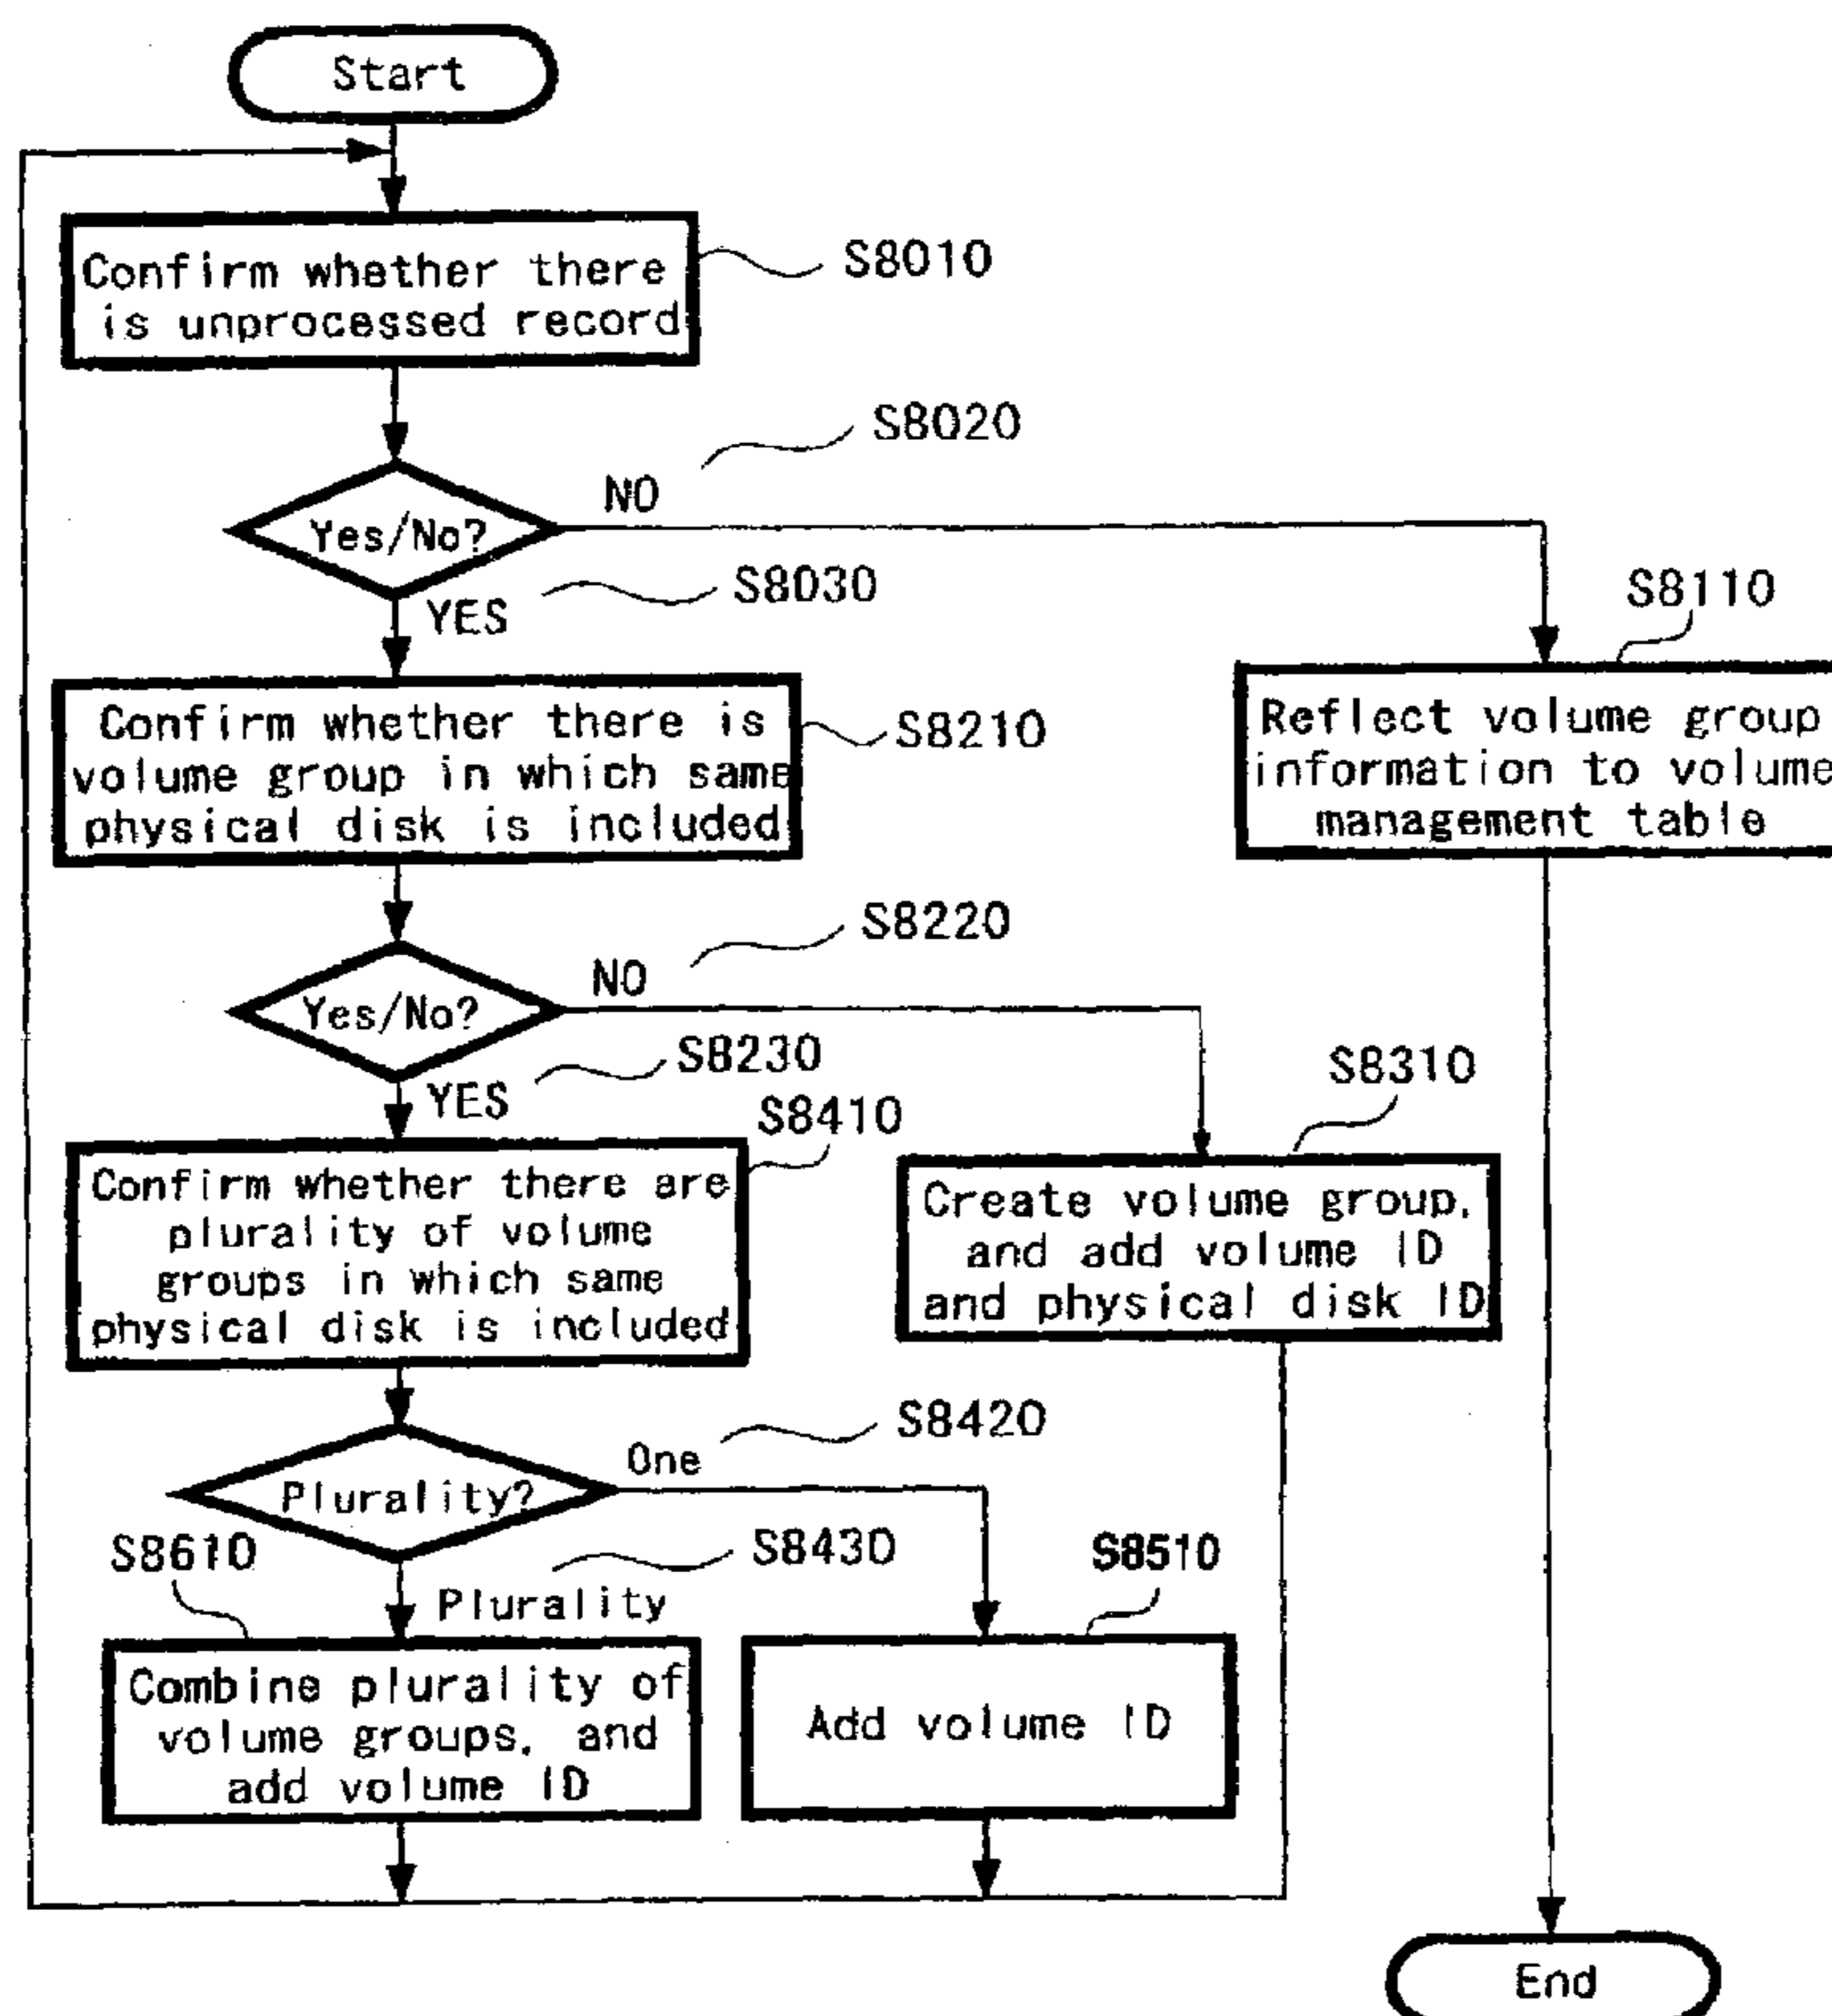 Start
Confirm whether there
is unprocessed record
S8010
S8020
NO
Yes/No?
S8030
YES
S8110
Confirm whether there is
volume group in which same
physical disk is included
S8210
Reflect volume group
information to volume
management table
S8220
NO
Yes/No?
S8230
YES
S8410
S8310
Confirm whether there are
plurality of volume
groups in which same
physical disk is included
Create volume group,
and add volume ID
and physical disk ID
S8420
One
Plurality?
S8610
S8430
S8510
Plurality
Combine plurality of
volume groups, and
add volume ID
Add volume ID
End